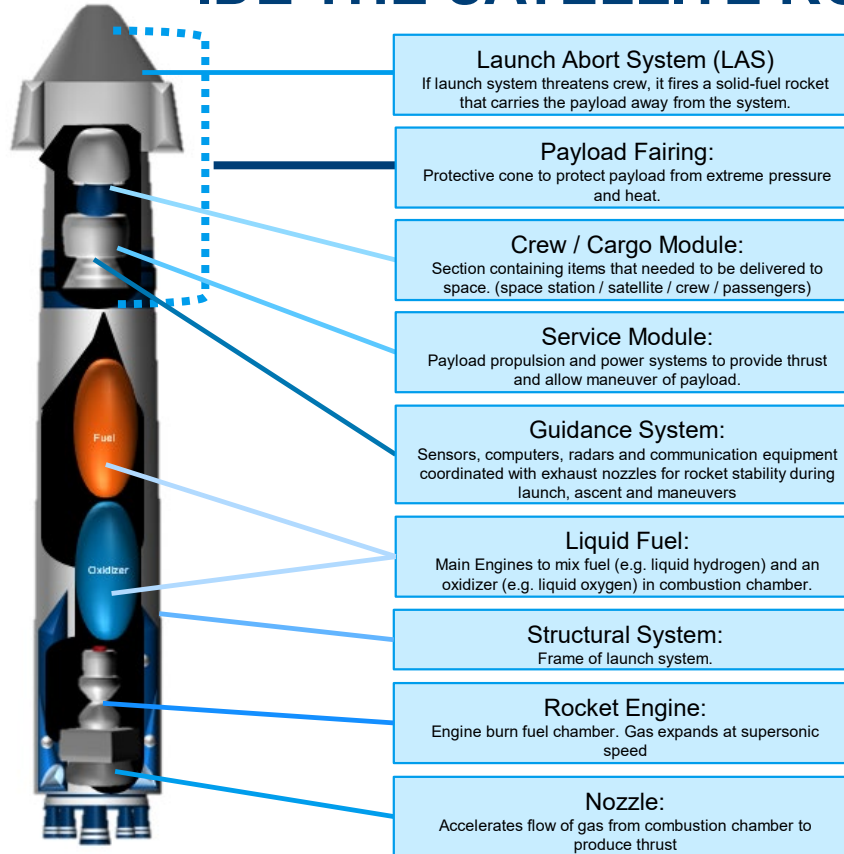 IDE THE SATELLITE RO
Launch Abort System (LAS)
If launch system threatens crew, it fires a solid-fuel rocket
that carries the payload away from the system.
Payload Fairing:
Protective cone to protect payload from extreme pressure
and heat.
Crew / Cargo Module:
Section containing items that needed to be delivered to
space. (space station / satellite / crew / passengers)
Service Module:
Payload propulsion and power systems to provide thrust
and allow maneuver of payload.
Guidance System:
Sensors, computers, radars and communication equipment
coordinated with exhaust nozzles for rocket stability during
launch, ascent and maneuvers
Fuel
Liquid Fuel:
Main Engines to mix fuel (e.g. liquid hydrogen) and an
oxidizer (e.g. liquid oxygen) in combustion chamber.
Oxidizer
Structural System:
Frame of launch system.
Rocket Engine:
Engine burn fuel chamber. Gas expands at supersonic
speed
Nozzle:
Accelerates flow of gas from combustion chamber to
produce thrust